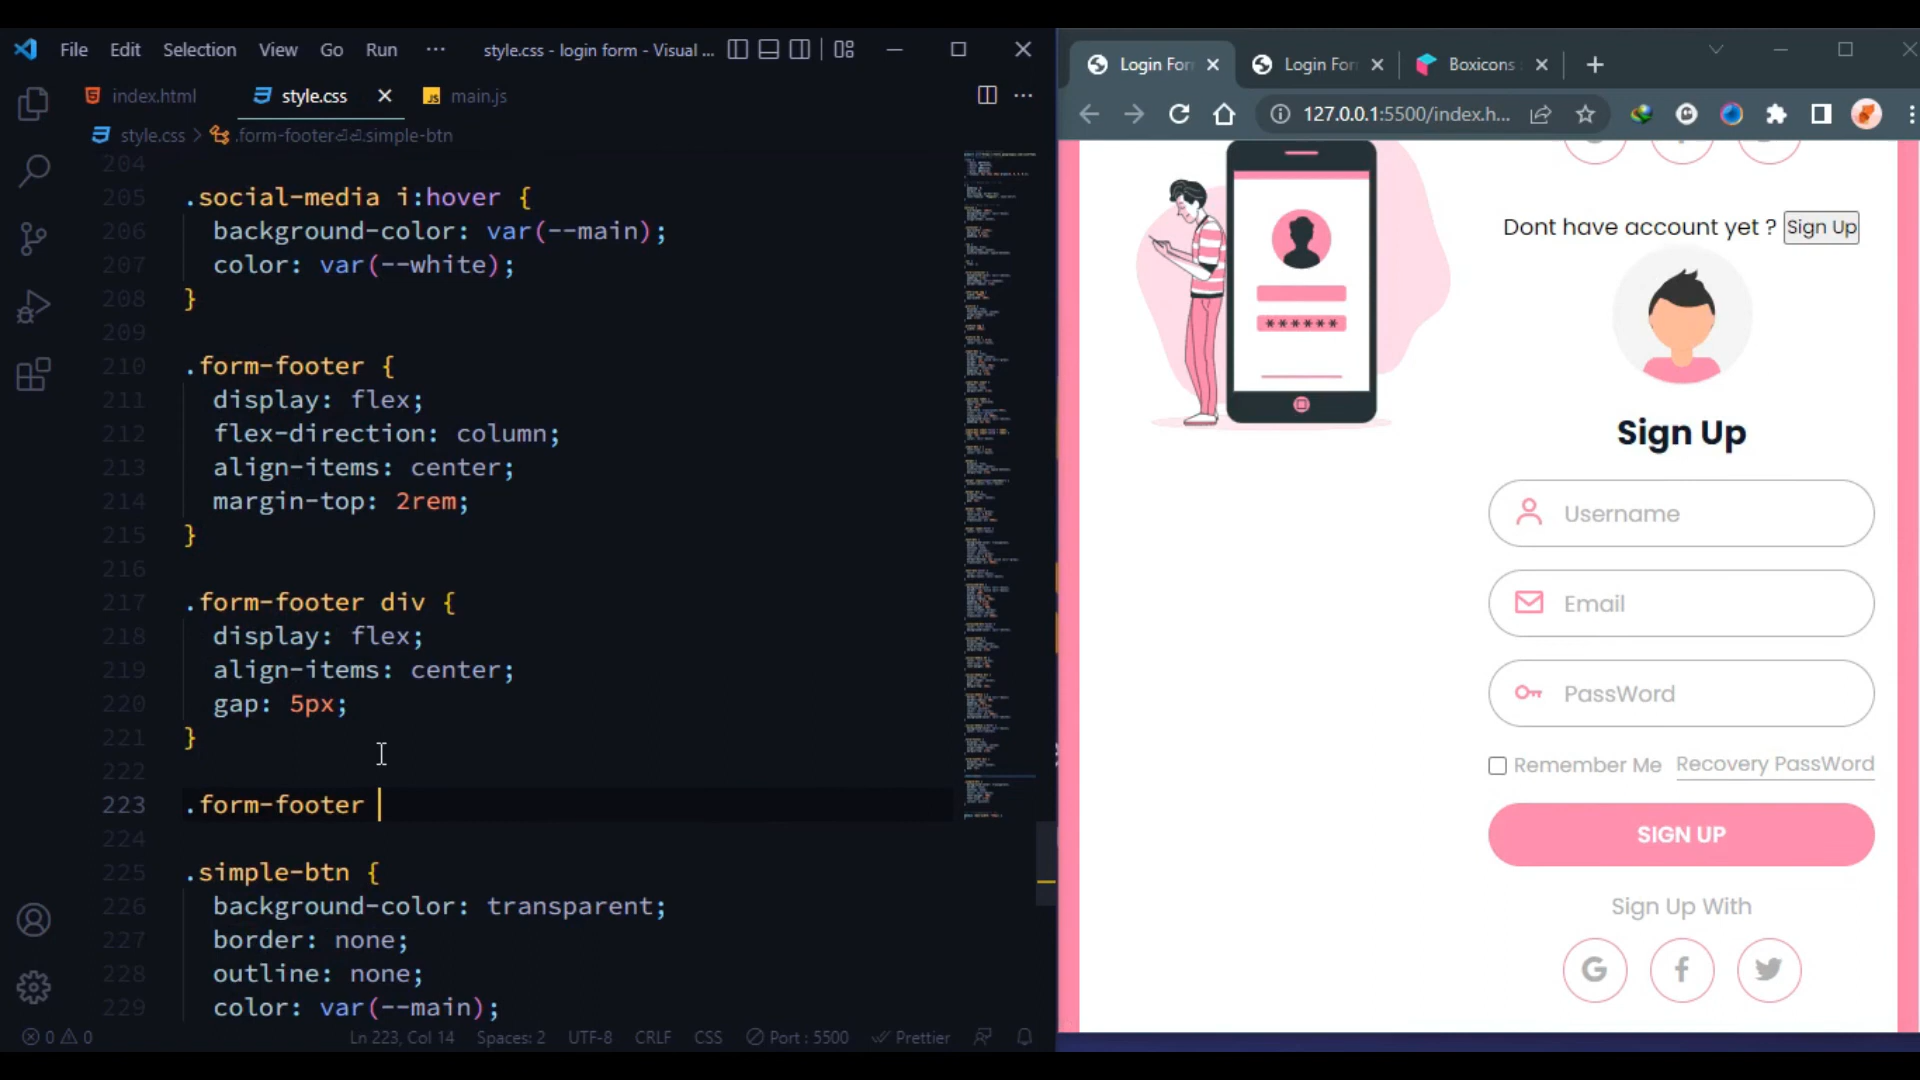 File Edit Selection View Go Run ··· style.css - login form - Visual ...
index.html style.css main.js
style.css > .form-footer⏎⏎.simple-btn
204
205 .social-media i:hover {
206 background-color: var(--main);
207 color: var(--white);
208 }
209
210 .form-footer {
211 display: flex;
212 flex-direction: column;
213 align-items: center;
214 margin-top: 2rem;
215 }
216
217 .form-footer div {
218 display: flex;
219 align-items: center;
220 gap: 5px;
221 }
222
223 .form-footer
224
225 .simple-btn {
226 background-color: transparent;
227 border: none;
228 outline: none;
229 color: var(--main);
0 0 Ln 223, Col 14 Spaces: 2 UTF-8 CRLF CSS Port : 5500 Prettier
Login For Login For Boxicons
127.0.0.1:5500/index.h...
******
Dont have account yet ? Sign Up
Sign Up
Username
Email
PassWord
Remember Me Recovery PassWord
SIGN UP
Sign Up With
G f